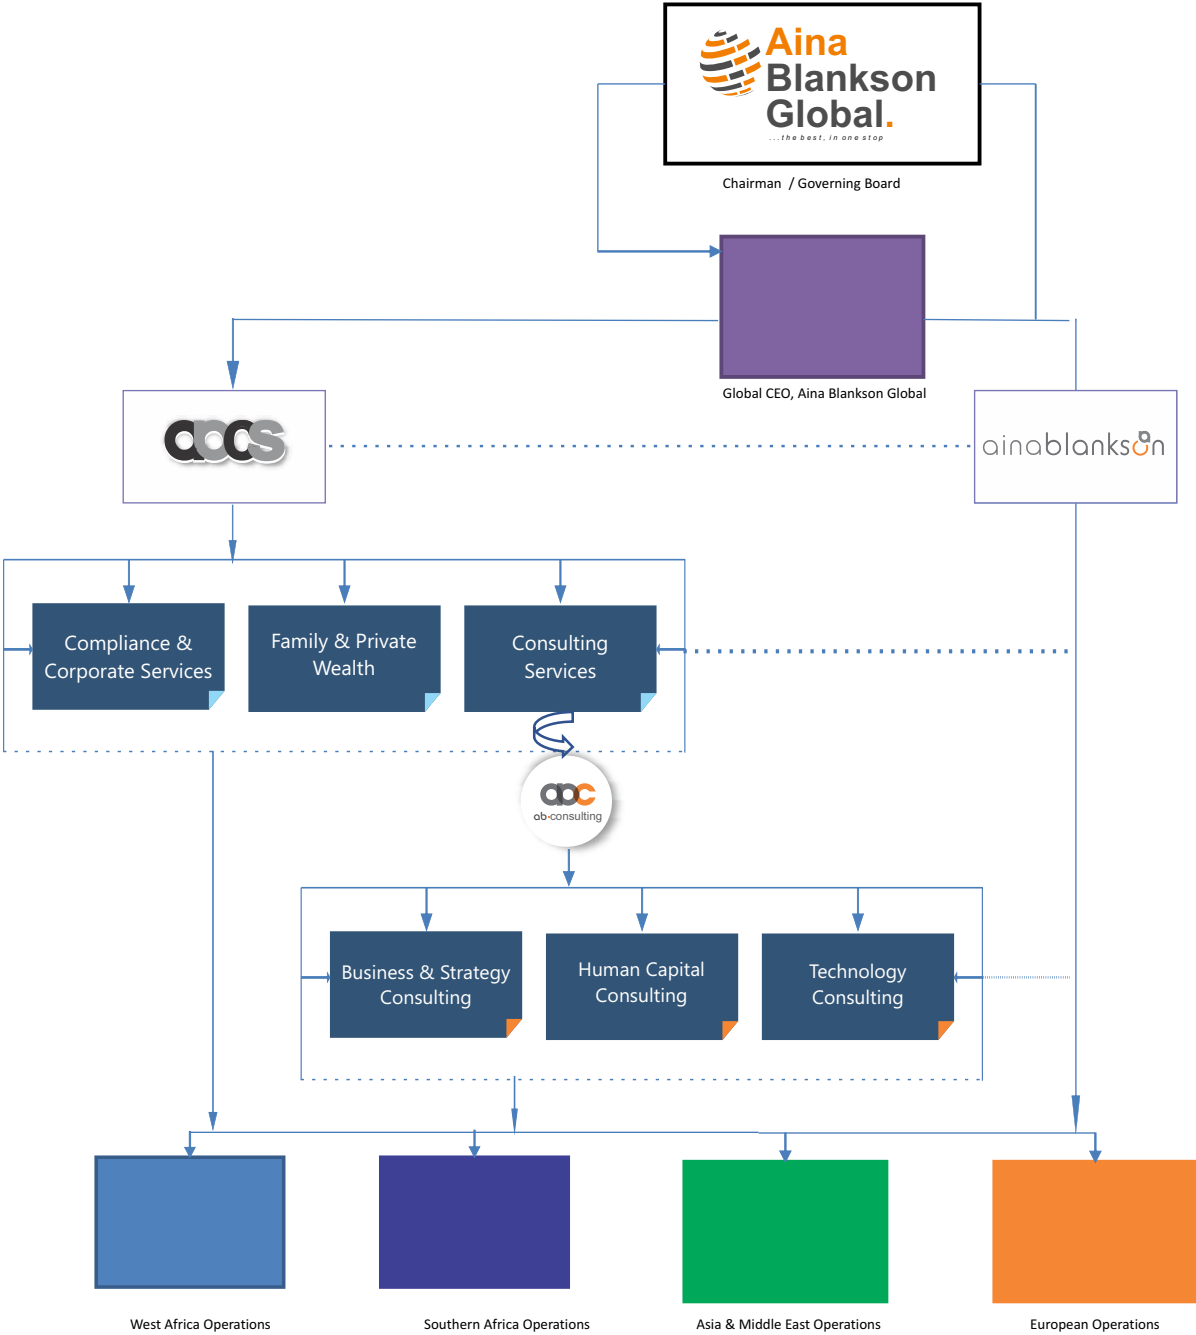 Aina
Blankson
Global.
...the best, in one stop
Chairman / Governing Board
Global CEO, Aina Blankson Global
abcs
ainablankson
Compliance &
Corporate Services
Family & Private
Wealth
Consulting
Services
abc
ab-consulting
Business & Strategy
Consulting
Human Capital
Consulting
Technology
Consulting
West Africa Operations
Southern Africa Operations
Asia & Middle East Operations
European Operations